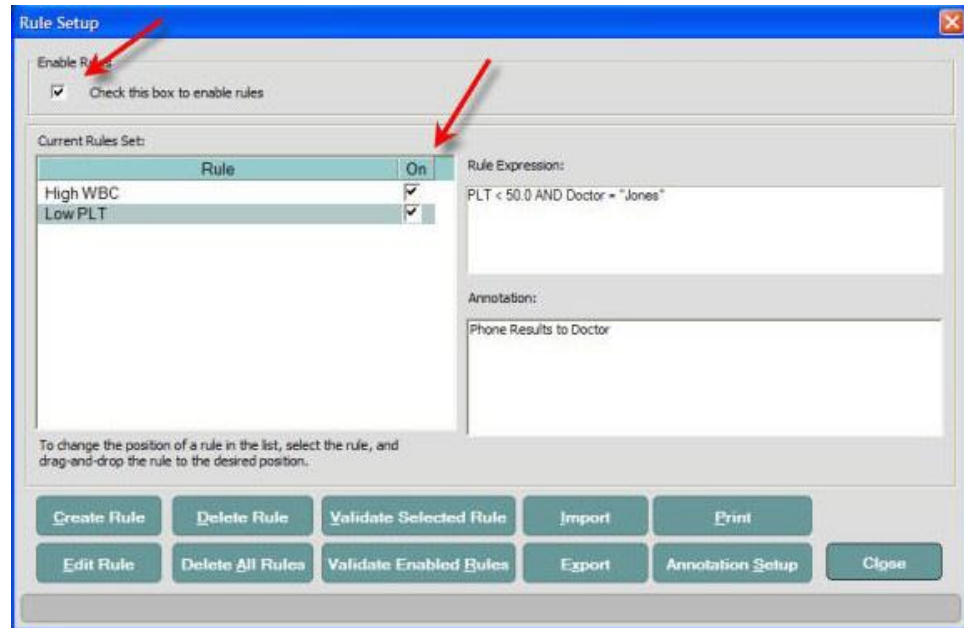 Rule Setup
Enable Rules
Check this box to enable rules
Current Rules Set:
Rule On
High WBC
Low PLT
To change the position of a rule in the list, select the rule, and
drag-and-drop the rule to the desired position.
Rule Expression:
PLT < 50.0 AND Doctor = "Jones"
Annotation:
Phone Results to Doctor
Create Rule Delete Rule Validate Selected Rule Import Print
Edit Rule Delete All Rules Validate Enabled Rules Export Annotation Setup Close